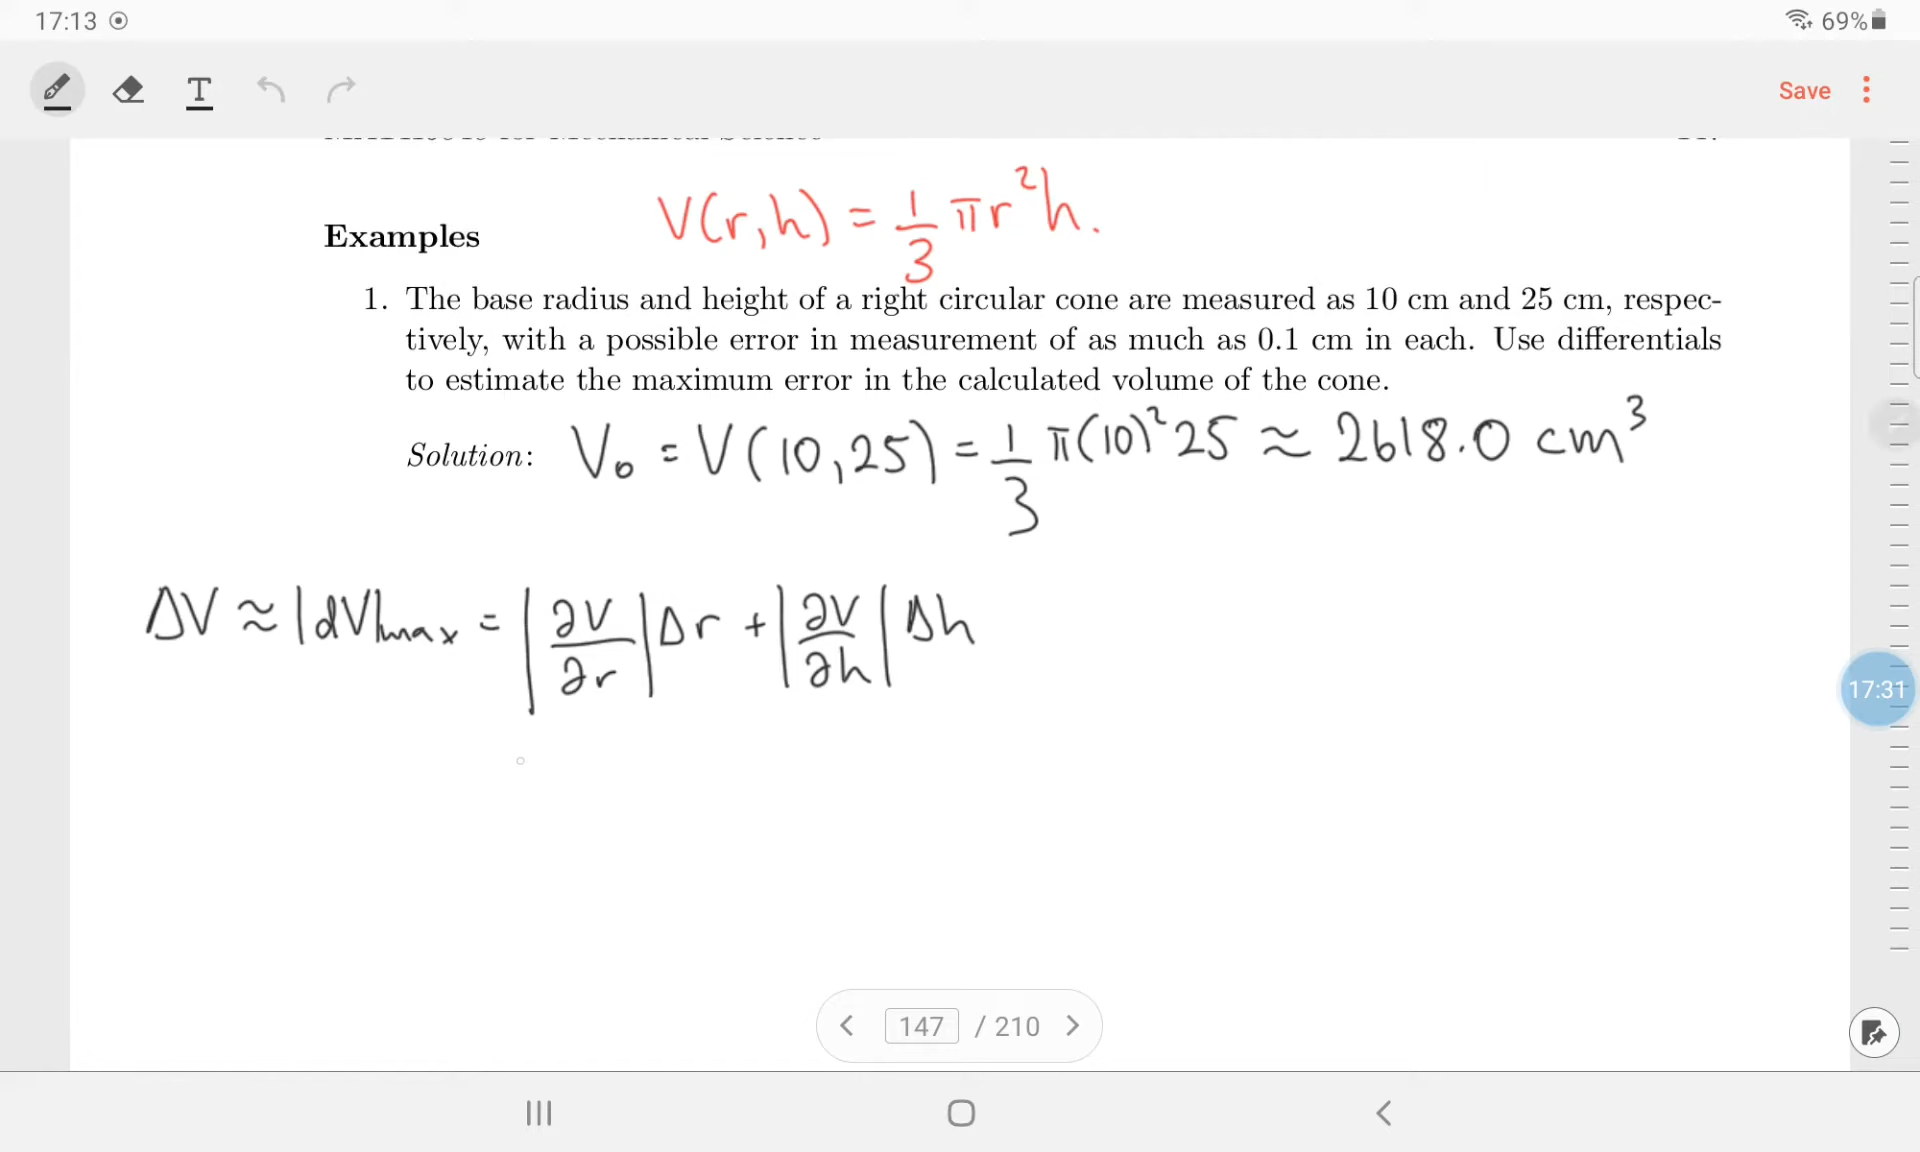 17:13
69%
T
Save
V(r,h) = 1/3 πr²h.
Examples
1. The base radius and height of a right circular cone are measured as 10 cm and 25 cm, respec-
tively, with a possible error in measurement of as much as 0.1 cm in each. Use differentials
to estimate the maximum error in the calculated volume of the cone.
Solution: V₀ = V(10,25) = 1/3 π(10)²25 ≈ 2618.0 cm³
ΔV ≈ |dV|max = |∂V/∂r|Δr + |∂V/∂h|Δh
17:31
147 / 210